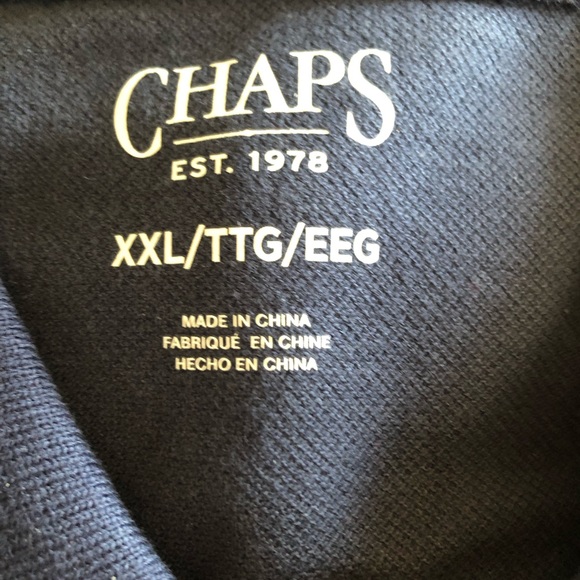 CHAPS
EST. 1978
XXL/TTG/EEG
MADE IN CHINA
FABRIQUÉ EN CHINE
HECHO EN CHINA